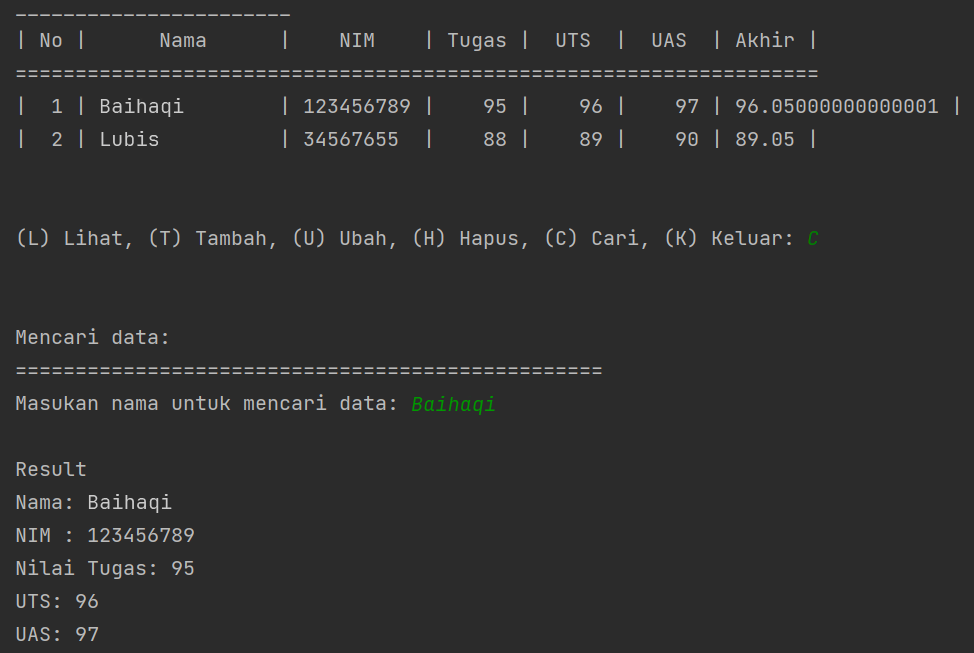 _______________________
| No |      Nama      |    NIM    | Tugas |  UTS  |  UAS  | Akhir |
===================================================================
|  1 | Baihaqi        | 123456789 |    95 |    96 |    97 | 96.05000000000001 |
|  2 | Lubis          | 34567655  |    88 |    89 |    90 | 89.05 |
(L) Lihat, (T) Tambah, (U) Ubah, (H) Hapus, (C) Cari, (K) Keluar: C
Mencari data:
=================================================
Masukan nama untuk mencari data: Baihaqi
Result
Nama: Baihaqi
NIM : 123456789
Nilai Tugas: 95
UTS: 96
UAS: 97